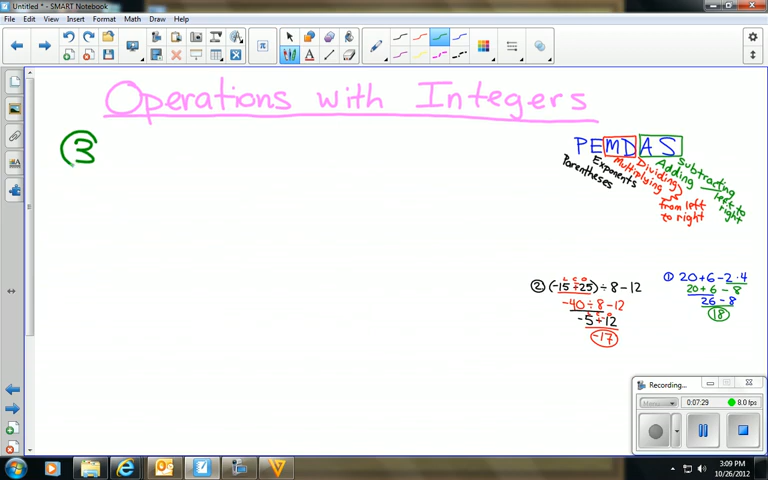 Untitled * - SMART Notebook
File Edit View Insert Format Math Draw Help
Operations with Integers
③
PEMDAS
Parentheses
Exponents
Multiplying
Dividing
from left
to right
Adding
Subtracting
left to
right
② (-15 + 25) ÷ 8 - 12
-40 ÷ 8 - 12
-5 + 12
-17
① 20+6-2·4
20+6-8
26-8
18
Recording...
Menu
0:07:29
8.0 fps
3:09 PM
10/26/2012